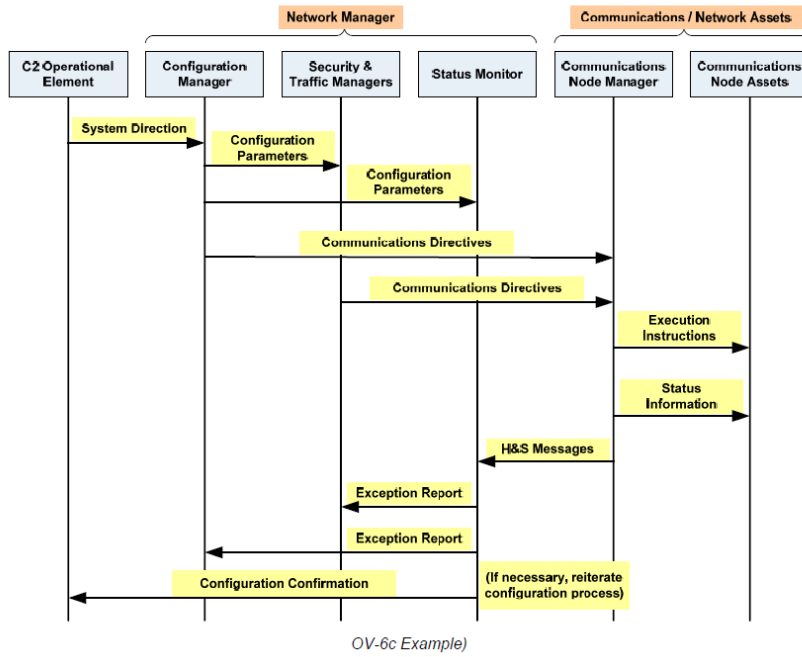 Network Manager
Communications / Network Assets
C2 Operational
Element
Configuration
Manager
Security &
Traffic Managers
Status Monitor
Communications
Node Manager
Communications
Node Assets
System Direction
Configuration
Parameters
Configuration
Parameters
Communications Directives
Communications Directives
Execution
Instructions
Status
Information
H&S Messages
Exception Report
Exception Report
Configuration Confirmation
(If necessary, reiterate
configuration process)
OV-6c Example)